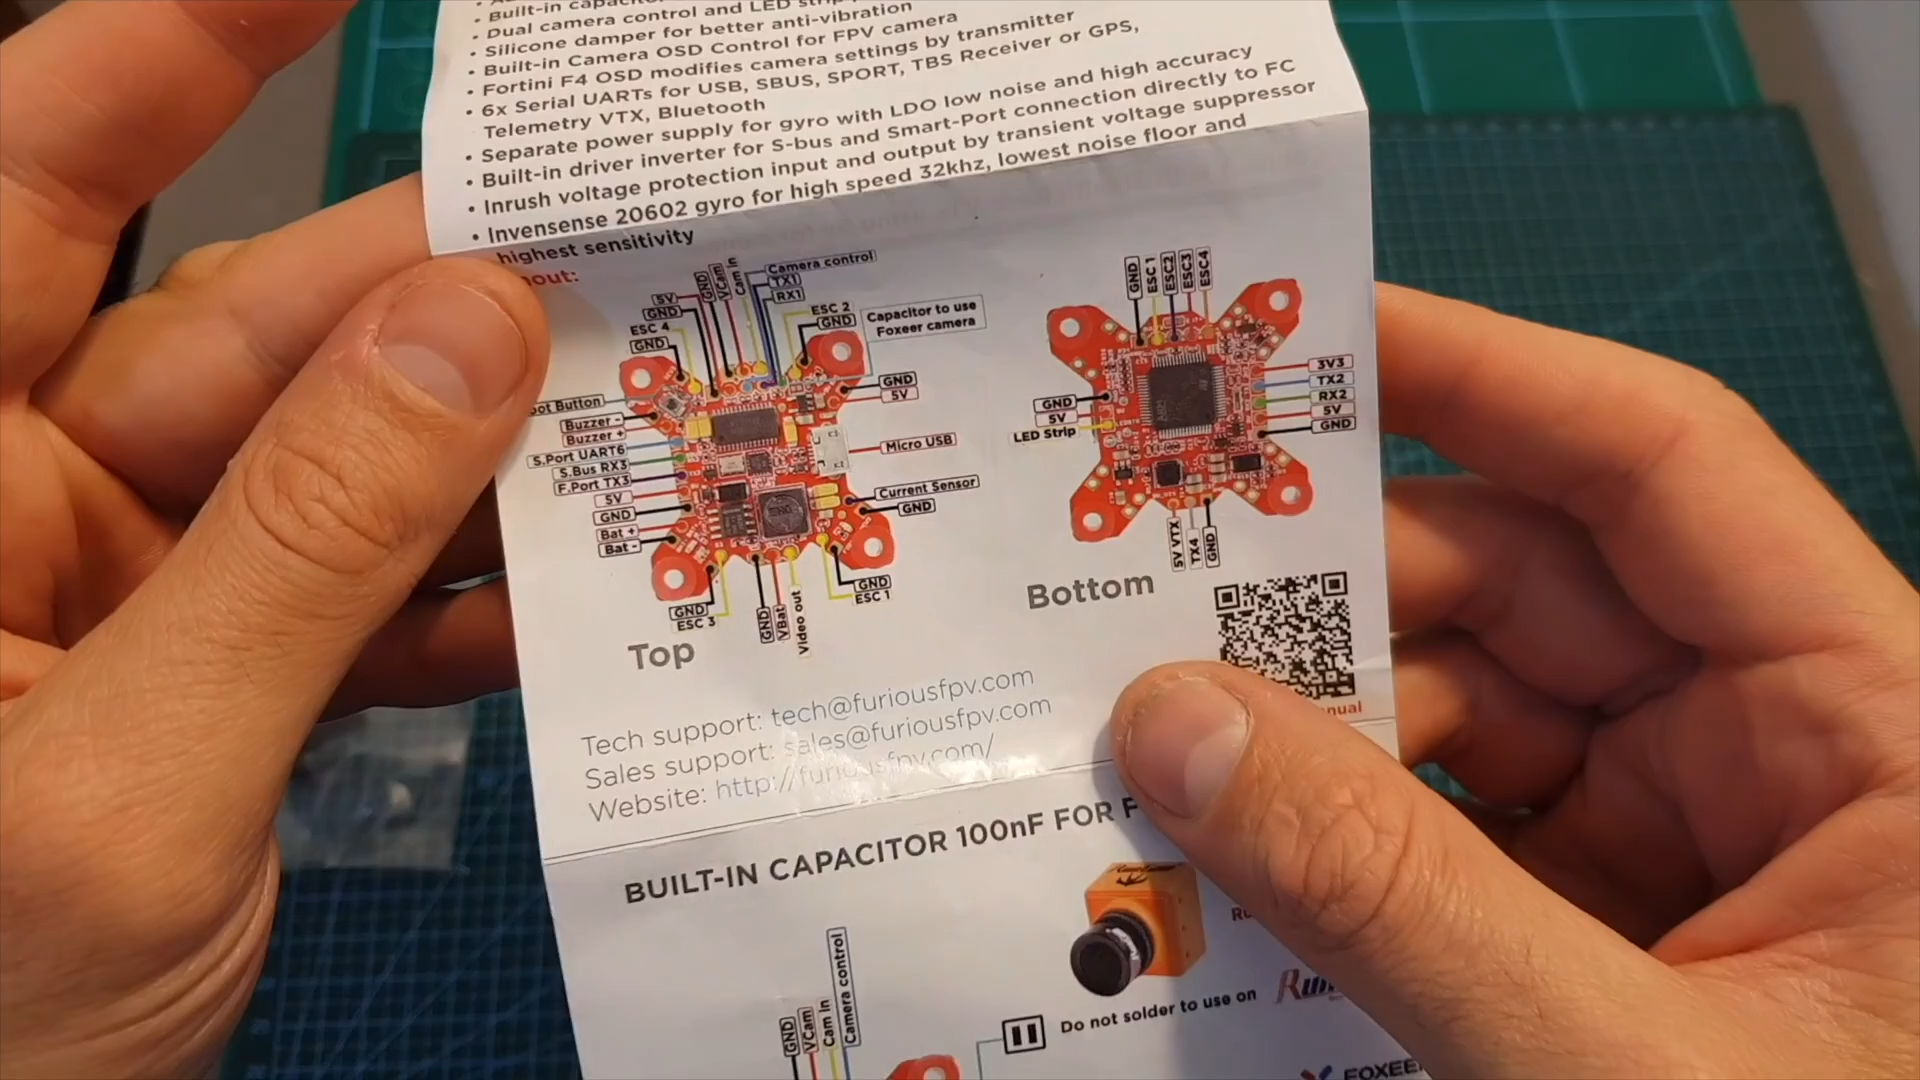 Built-in
Dual camera control and LED
• Silicone damper for better anti-vibration
• Built-in Camera OSD Control for FPV camera
• Fortini F4 OSD modifies camera settings by transmitter
• 6x Serial UARTs for USB, SBUS, SPORT, TBS Receiver or GPS,
Telemetry VTX, Bluetooth
• Separate power supply for gyro with LDO low noise and high accuracy
• Built-in driver inverter for S-bus and Smart-Port connection directly to FC
• Inrush voltage protection input and output by transient voltage suppressor
• Invensense 20602 gyro for high speed 32khz, lowest noise floor and
highest sensitivity
5V
GND
ESC 4
GND
GND
VCam
Cam in
Camera control
TX1
RX1
ESC 2
GND
Capacitor to use
Foxeer camera
GND
5V
Micro USB
Current Sensor
GND
Button
Buzzer -
Buzzer +
S.Port UART6
S.Bus RX3
F.Port TX3
5V
GND
Bat +
Bat -
GND
ESC 3
GND
VBat
Video out
GND
ESC 1
Top
GND
ESC 1
ESC2
ESC3
ESC4
GND
5V
LED Strip
3V3
TX2
RX2
5V
GND
5V VTX
TX4
GND
Bottom
Tech support: tech@furiousfpv.com
Sales support: sales@furiousfpv.com
Website: http://furiousfpv.com/
BUILT-IN CAPACITOR 100nF FOR
GND
VCam
Cam in
Camera control
Do not solder to use on